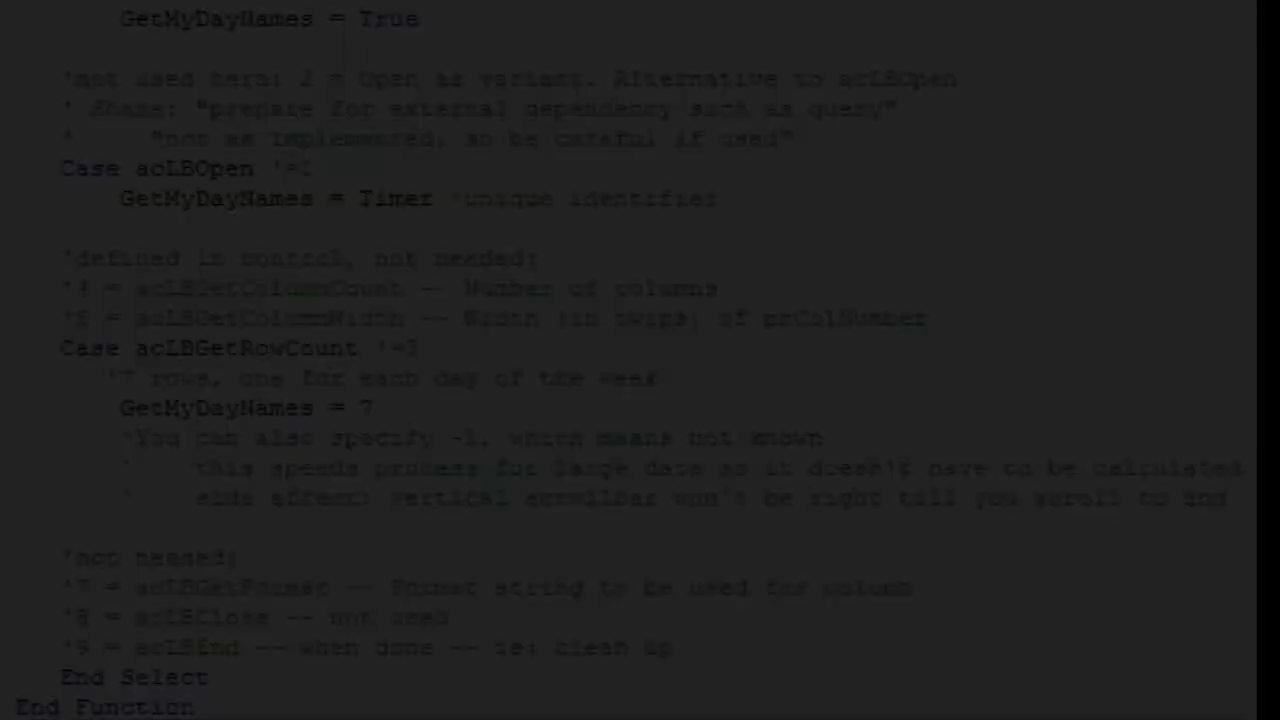 GetMyDayNames = True
'not used here: 2 = Open as variant. Alternative to acLBOpen
' Shane: "prepare for external dependency such as query"
' "not as implemented, so be careful if used"
Case acLBOpen '=1
GetMyDayNames = Timer 'unique identifier
'defined in control, not needed:
'4 = acLBGetColumnCount -- Number of columns
'5 = acLBGetColumnWidth -- Width (in twips) of pnColNumber
Case acLBGetRowCount '=3
'7 rows, one for each day of the week
GetMyDayNames = 7
'You can also specify -1, which means not known
' this speeds process for large data so it doesn't have to be calculated
' side affect: vertical scrollbar won't be right till you scroll to end
'not needed:
'7 = acLBGetFormat -- Format string to be used for column
'8 = acLBClose -- not used
'9 = acLBEnd -- when done -- ie: clean up
End Select
End Function